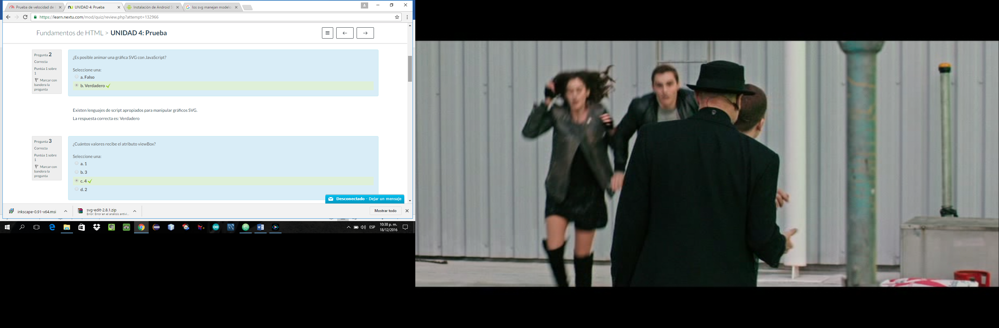 Prueba de velocidad de
UNIDAD 4: Prueba
Instalación de Android S
los svg manejan modelo
https://learn.nextu.com/mod/quiz/review.php?attempt=132966
Fundamentos de HTML > UNIDAD 4: Prueba
Pregunta 2
Correcta
Puntúa 1 sobre
1
Marcar con
bandera la
pregunta
¿Es posible animar una gráfica SVG con JavaScript?
Seleccione una:
a. Falso
b. Verdadero
Existen lenguajes de script apropiados para manipular gráficos SVG.
La respuesta correcta es: Verdadero
Pregunta 3
Correcta
Puntúa 1 sobre
1
Marcar con
bandera la
pregunta
¿Cuántos valores recibe el atributo viewBox?
Seleccione una:
a. 1
b. 3
c. 4
d. 2
Desconectado - Dejar un mensaje
inkscape-0.91-x64.msi
svg-edit-2.8.1.zip
Error: Error en el análisis antivi...
Mostrar todo
ESP
10:38 p. m.
18/12/2016